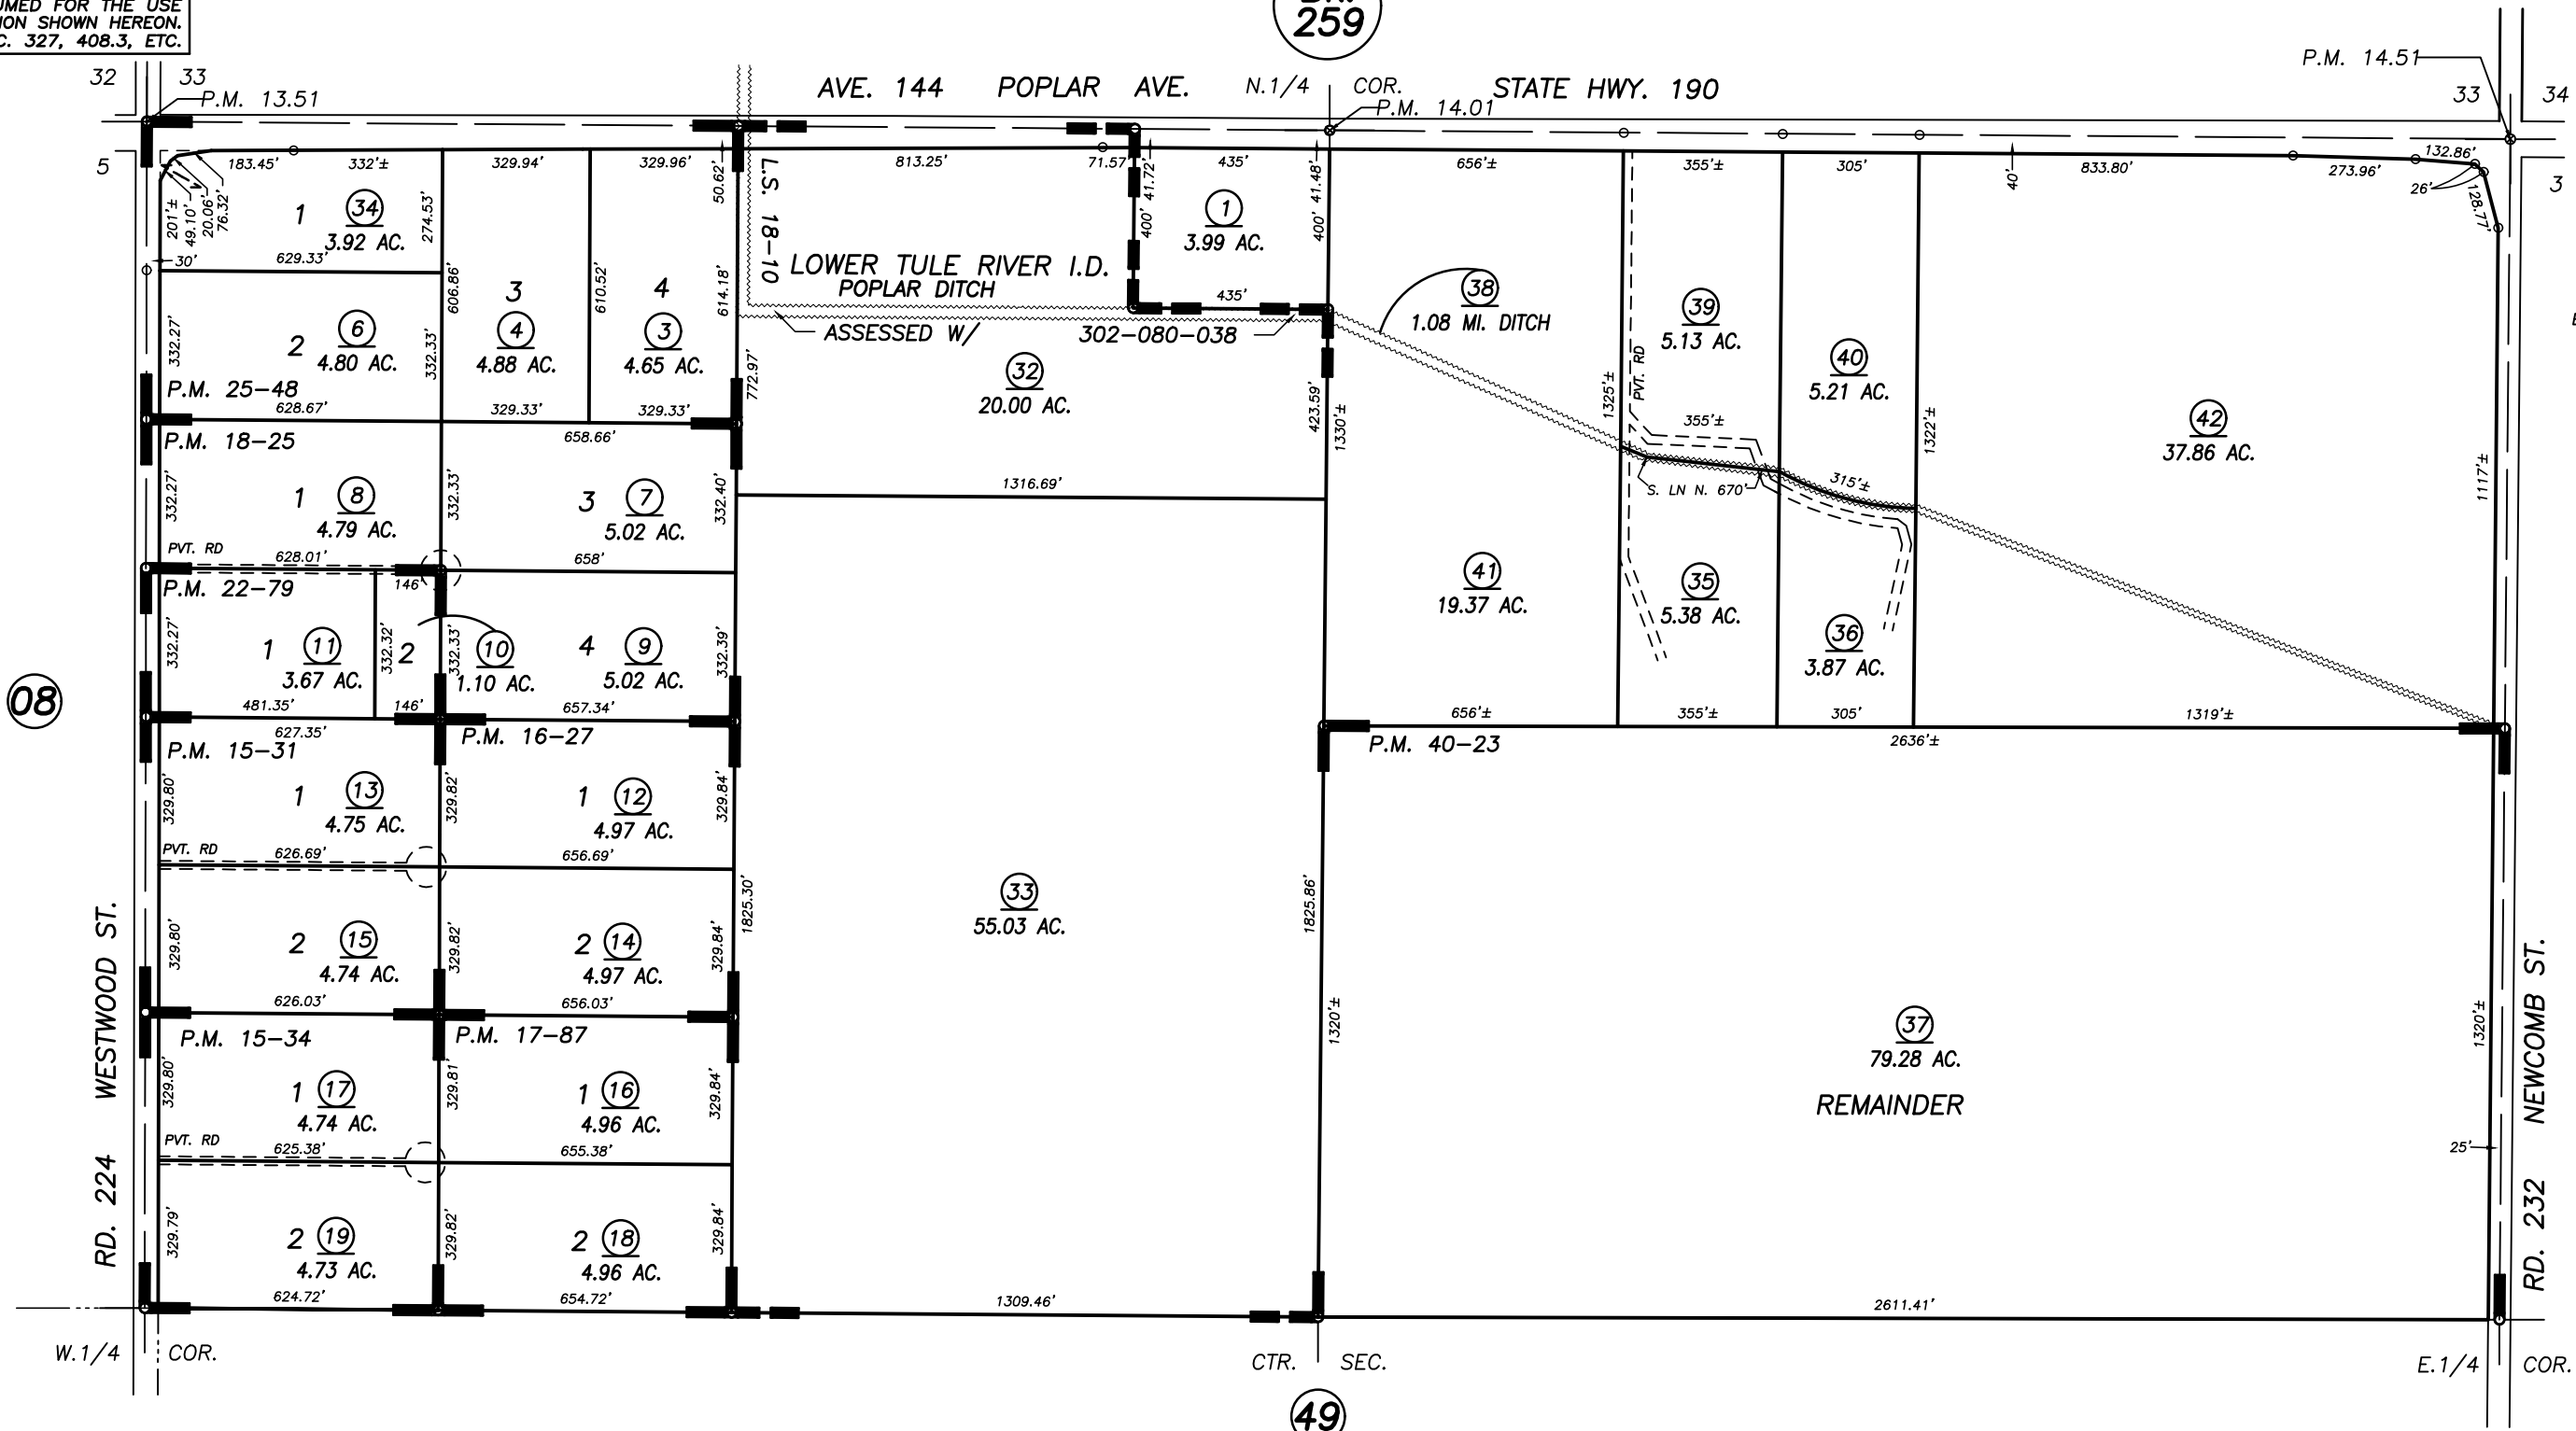 UMED FOR THE USE
ION SHOWN HEREON.
C. 327, 408.3, ETC.
259
P.M. 14.51
32 33
AVE. 144 POPLAR AVE. N.1/4 COR. STATE HWY. 190
P.M. 13.51
P.M. 14.01
33 34
5
3
183.45' 332'± 329.94' 329.96' 813.25' 71.57' 435' 656'± 355'± 305' 833.80' 273.96' 132.86'
26'
128.77'
40'
201'±
49.10'
20.06'
76.32'
30'
50.62'
41.72'
41.48'
400'
400'
L.S. 18-10
1 34
3.92 AC.
274.53'
629.33'
1
3.99 AC.
LOWER TULE RIVER I.D.
POPLAR DITCH
435'
ASSESSED W/ 302-080-038
38
1.08 MI. DITCH
39
5.13 AC.
PVT. RD
40
5.21 AC.
42
37.86 AC.
2 6
4.80 AC.
332.27'
332.33'
606.86'
3
4
4.88 AC.
610.52'
4
3
4.65 AC.
614.18'
772.97'
32
20.00 AC.
423.59'
1330'±
1325'±
1322'±
1117'±
P.M. 25-48
628.67' 329.33' 329.33'
P.M. 18-25
658.66'
355'±
315'±
S. LN N. 670'
1316.69'
1 8
4.79 AC.
332.27'
332.33'
3 7
5.02 AC.
332.40'
PVT. RD
628.01'
658'
146'
P.M. 22-79
41
19.37 AC.
35
5.38 AC.
36
3.87 AC.
1 11
3.67 AC.
332.27'
332.32'
2
332.33'
10
1.10 AC.
4 9
5.02 AC.
332.39'
08
481.35' 146' 657.34'
656'± 355'± 305' 1319'±
627.35'
P.M. 15-31
P.M. 16-27
P.M. 40-23
2636'±
1 13
4.75 AC.
329.80'
329.82'
1 12
4.97 AC.
329.84'
PVT. RD
626.69'
656.69'
33
55.03 AC.
1825.30'
1825.86'
2 15
4.74 AC.
329.80'
329.82'
2 14
4.97 AC.
329.84'
626.03'
656.03'
P.M. 15-34
P.M. 17-87
1320'±
1320'±
37
79.28 AC.
REMAINDER
1 17
4.74 AC.
329.80'
329.81'
1 16
4.96 AC.
329.84'
PVT. RD
625.38'
655.38'
25'
2 19
4.73 AC.
329.79'
329.82'
2 18
4.96 AC.
329.84'
624.72'
654.72'
1309.46'
2611.41'
RD. 224 WESTWOOD ST.
RD. 232 NEWCOMB ST.
W.1/4 COR.
CTR. SEC.
E.1/4 COR.
49